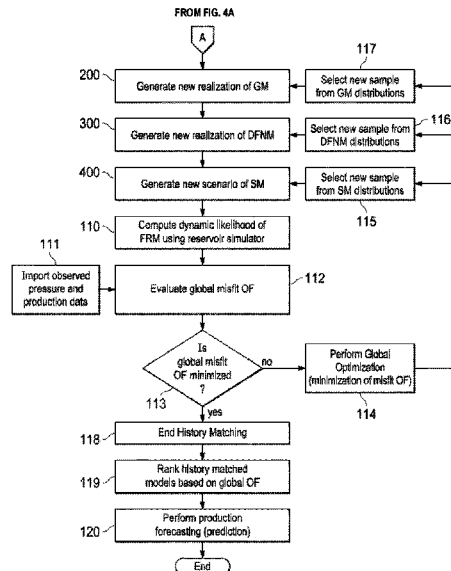 FROM FIG. 4A
A
117
200
Generate new realization of GM
Select new sample
from GM distributions
116
300
Generate new realization of DFNM
Select new sample from
DFNM distributions
400
Generate new scenario of SM
Select new sample
from SM distributions
115
110
Compute dynamic likelihood of
FRM using reservoir simulator
111
Import observed
pressure and
production data
112
Evaluate global misfit OF
Is
global misfit
OF minimized
?
113
no
yes
Perform Global
Optimization
(minimization of misfit OF)
114
118
End History Matching
119
Rank history matched
models based on global OF
120
Perform production
forecasting (prediction)
End